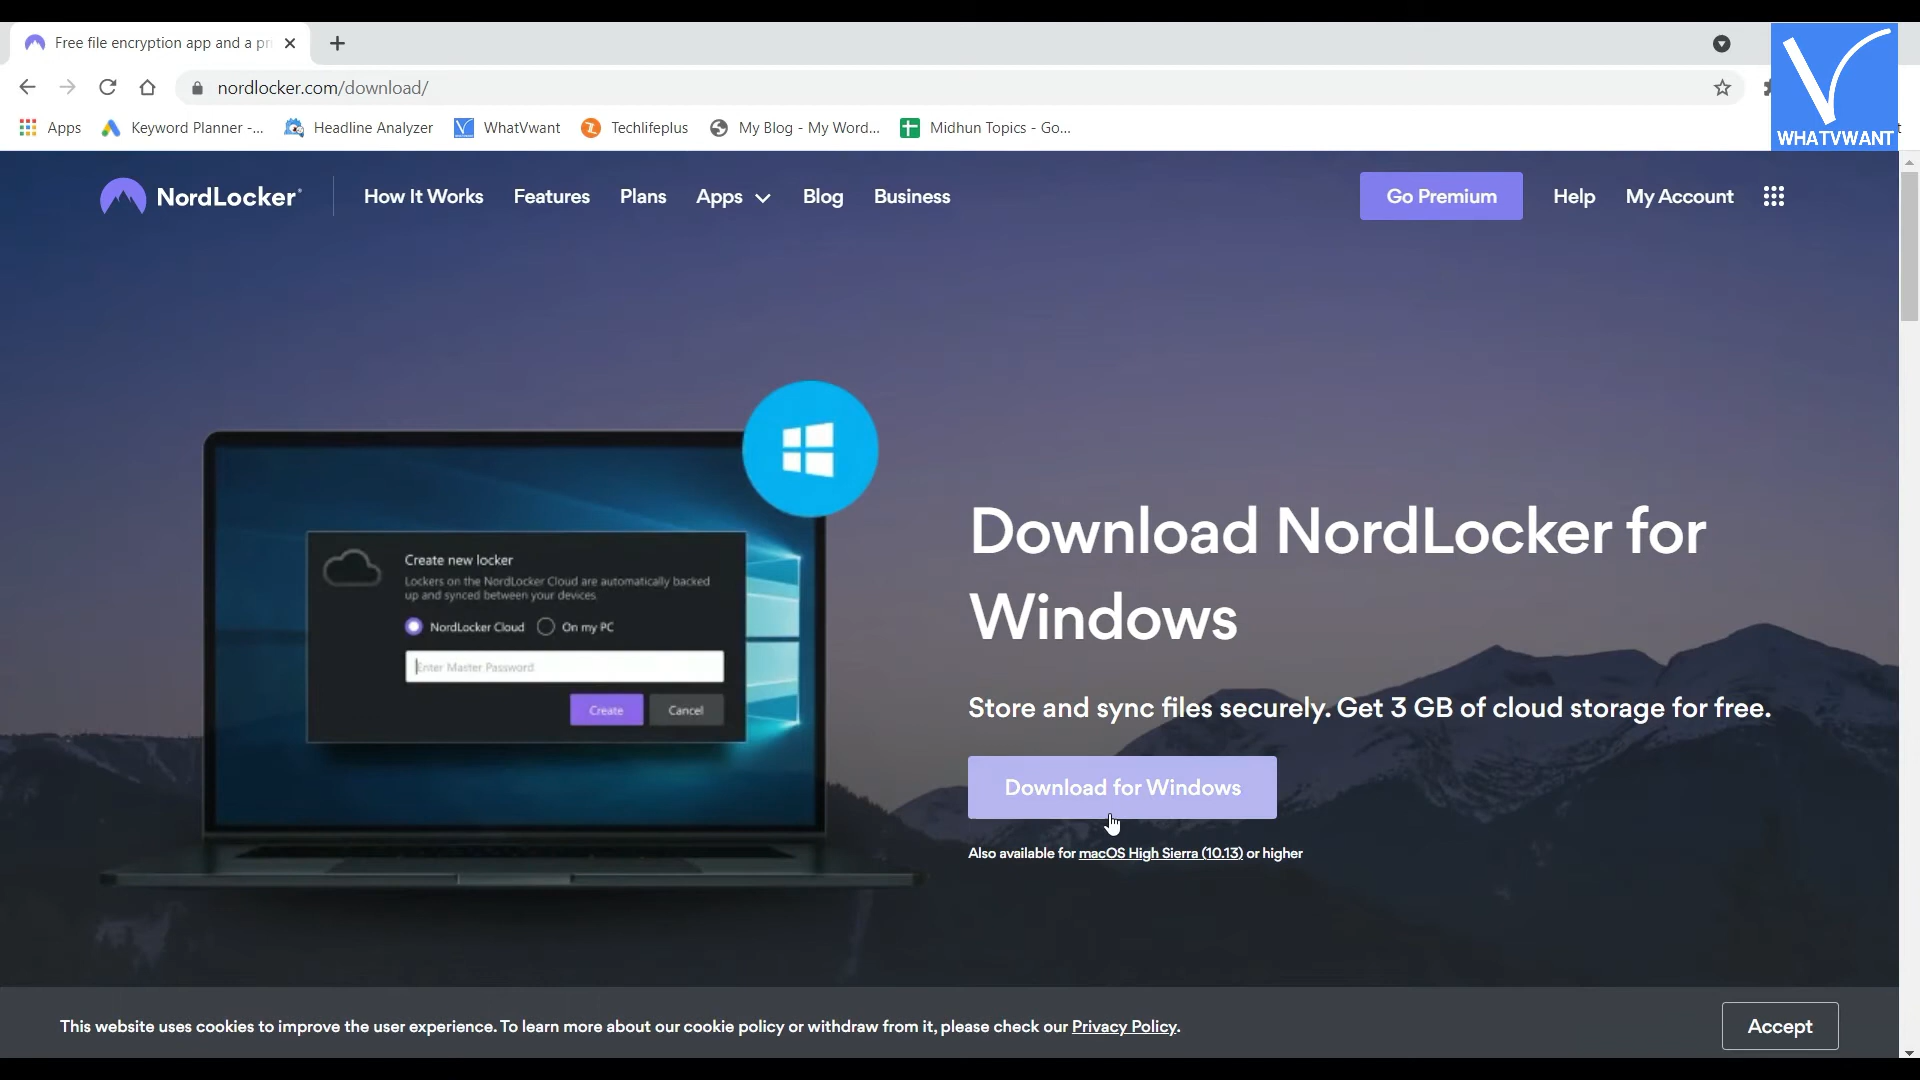 Free file encryption app and a pr
nordlocker.com/download/
Apps
Keyword Planner -...
Headline Analyzer
WhatVwant
Techlifeplus
My Blog - My Word...
Midhun Topics - Go...
WHATVWANT
NordLocker®
How It Works
Features
Plans
Apps
Blog
Business
Go Premium
Help
My Account
Create new locker
Lockers on the NordLocker Cloud are automatically backed
up and synced between your devices.
NordLocker Cloud
On my PC
Enter Master Password
Create
Cancel
Download NordLocker for
Windows
Store and sync files securely. Get 3 GB of cloud storage for free.
Download for Windows
Also available for macOS High Sierra (10.13) or higher
This website uses cookies to improve the user experience. To learn more about our cookie policy or withdraw from it, please check our Privacy Policy.
Accept